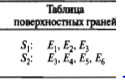 Таблица
поверхностных граней
S₁: E₁, E₂, E₃
S₂: E₃, E₄, E₅, E₆